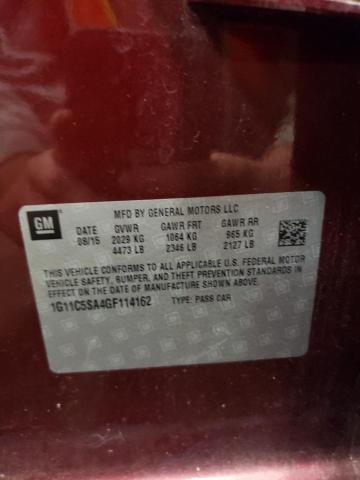 GM
MFD BY GENERAL MOTORS LLC
DATE GVWR GAWR FRT GAWR RR
08/15 2029 KG 1064 KG 965 KG
4473 LB 2346 LB 2127 LB
THIS VEHICLE CONFORMS TO ALL APPLICABLE U.S. FEDERAL MOTOR
VEHICLE SAFETY, BUMPER, AND THEFT PREVENTION STANDARDS
IN EFFECT ON THE DATE OF MANUFACTURE SHOWN ABOVE.
1G11C5SA4GF114162 TYPE: PASS CAR